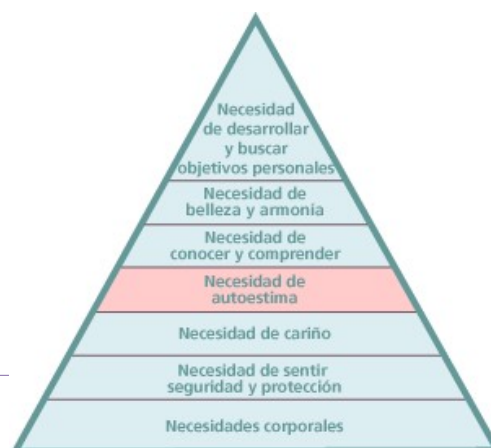 Necesidad
de desarrollar
y buscar
objetivos personales
Necesidad de
belleza y armonía
Necesidad de
conocer y comprender
Necesidad de
autoestima
Necesidad de cariño
Necesidad de sentir
seguridad y protección
Necesidades corporales